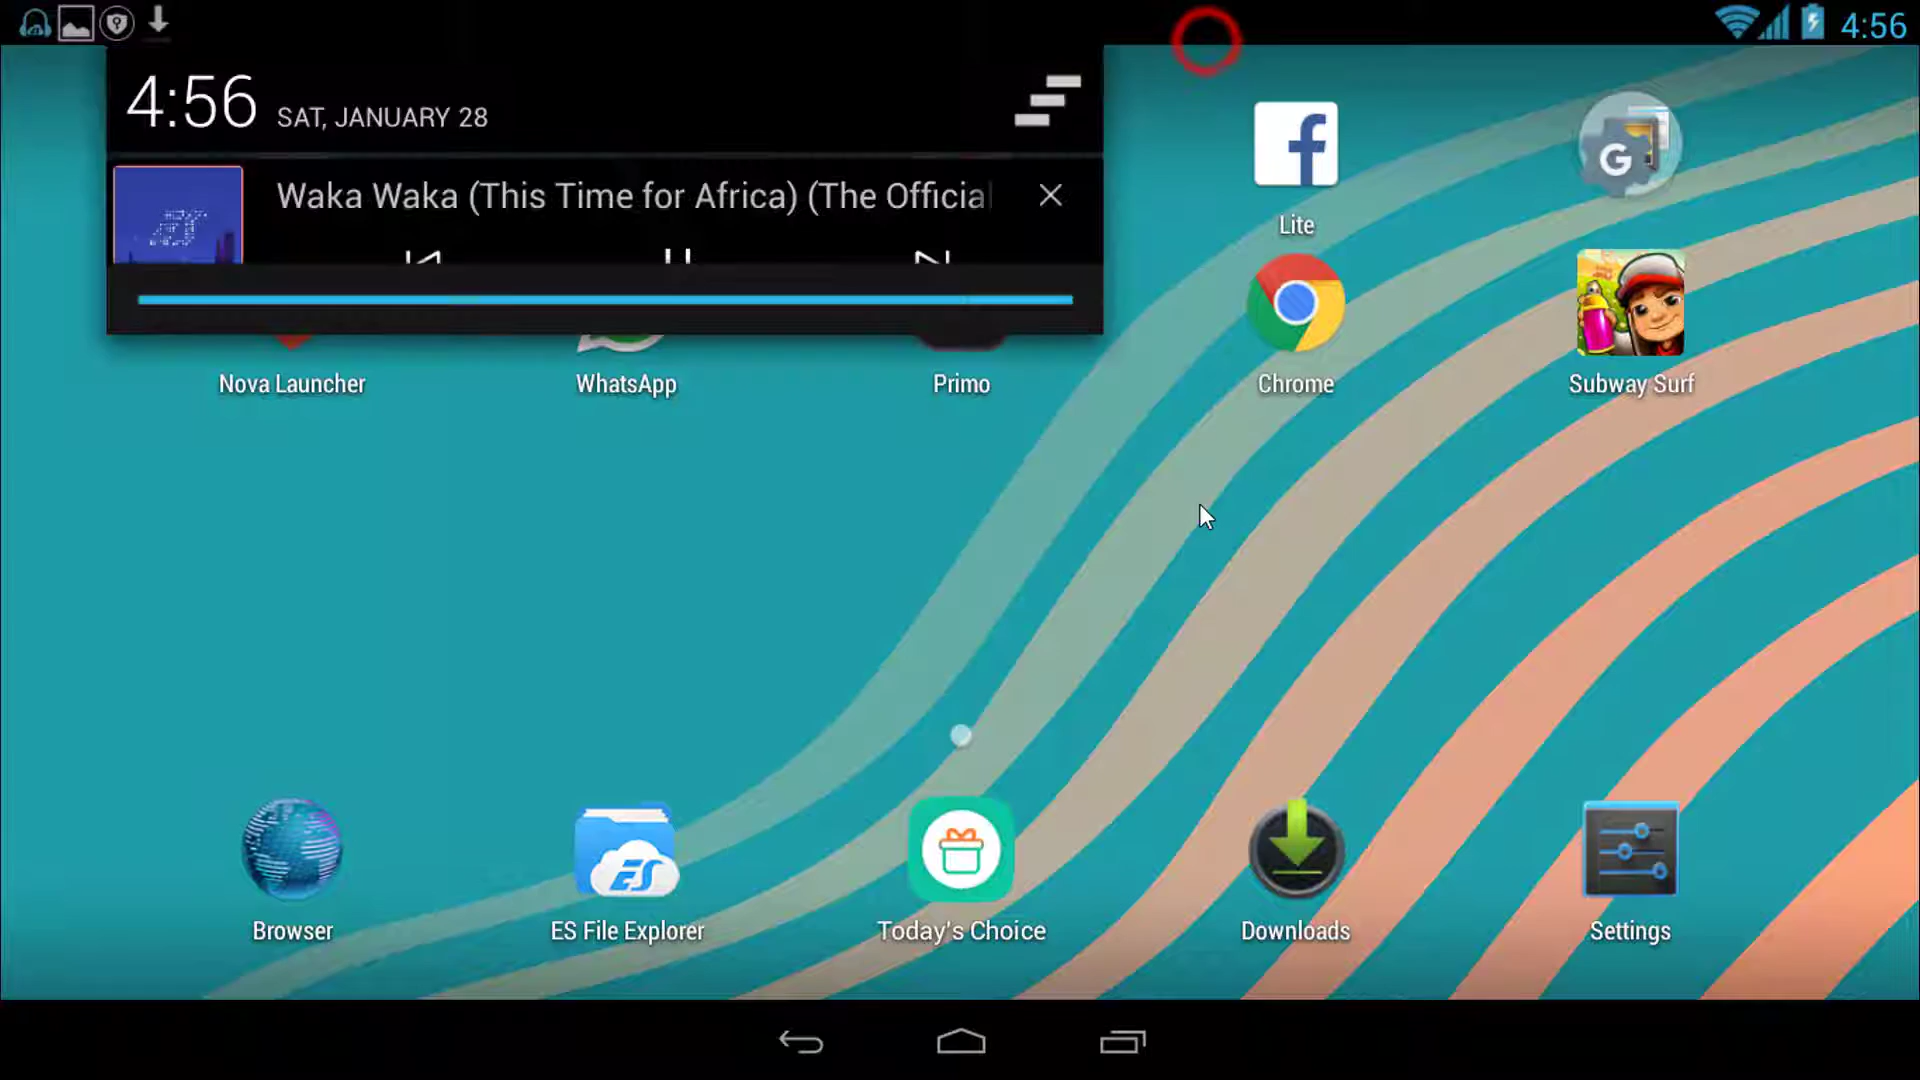 4:56
4:56 SAT, JANUARY 28
Waka Waka (This Time for Africa) (The Official
Lite
Nova Launcher
WhatsApp
Primo
Chrome
Subway Surf
Browser
ES File Explorer
Today's Choice
Downloads
Settings